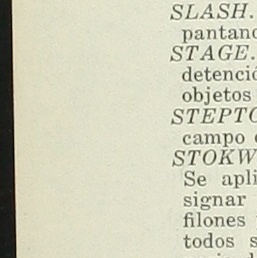 SLASH.
pantano
STAGE.
detenció
objetos
STEPTO
campo
STOKW
Se apli
signar
filones
todos s